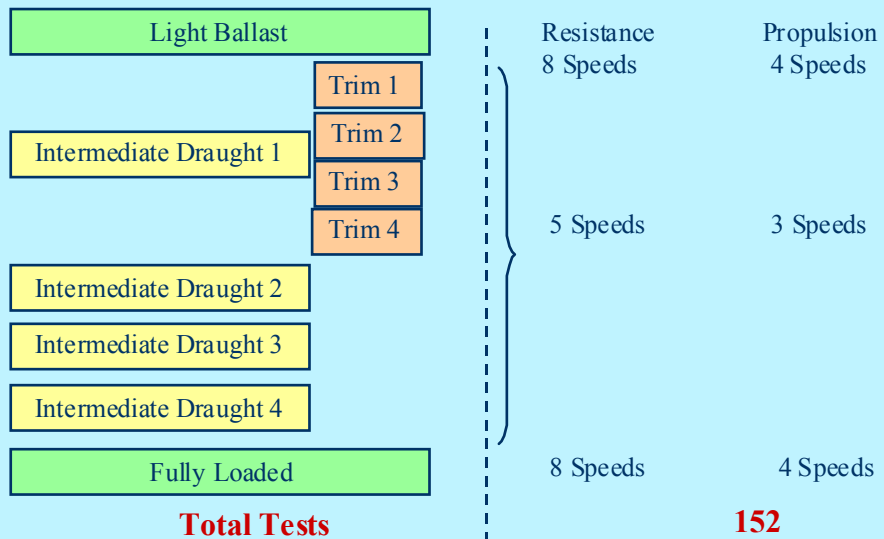 Light Ballast
Resistance Propulsion
8 Speeds 4 Speeds
Trim 1
Trim 2
Intermediate Draught 1
Trim 3
Trim 4
5 Speeds 3 Speeds
Intermediate Draught 2
Intermediate Draught 3
Intermediate Draught 4
Fully Loaded
8 Speeds 4 Speeds
Total Tests 152